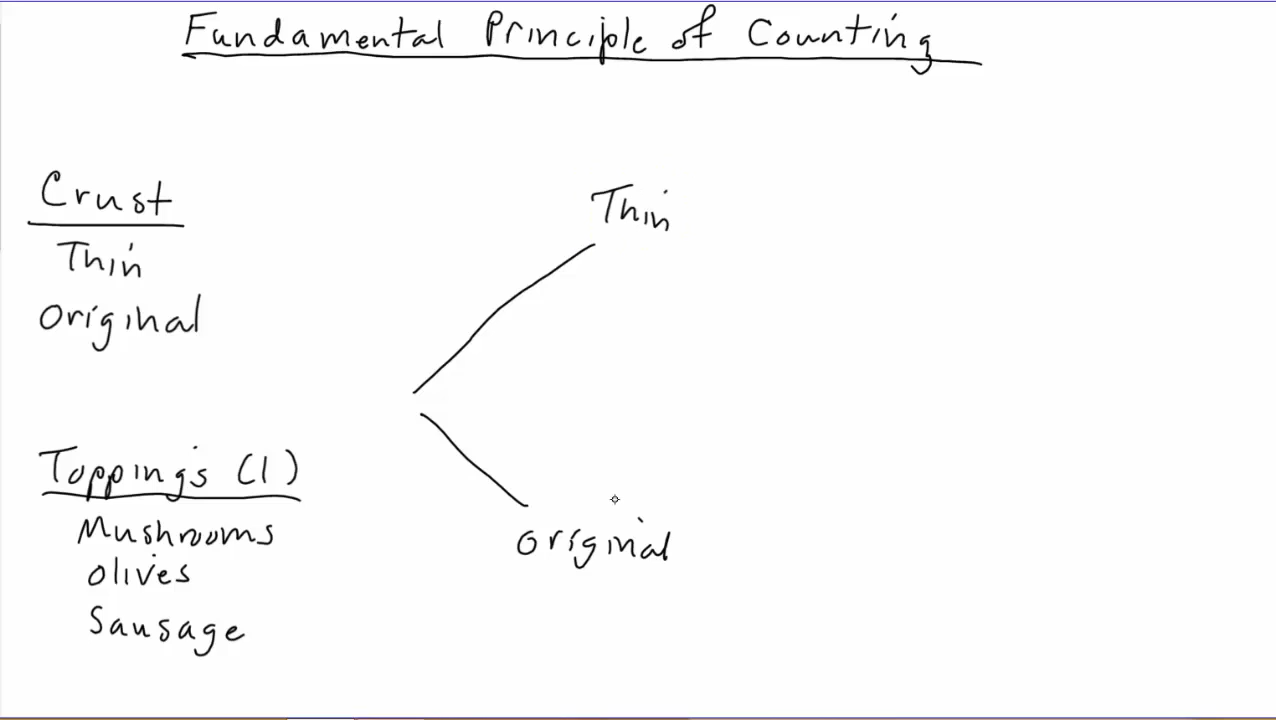 Fundamental Principle of Counting
Crust
Thin
Original
Toppings (1)
Mushrooms
Olives
Sausage
Thin
Original